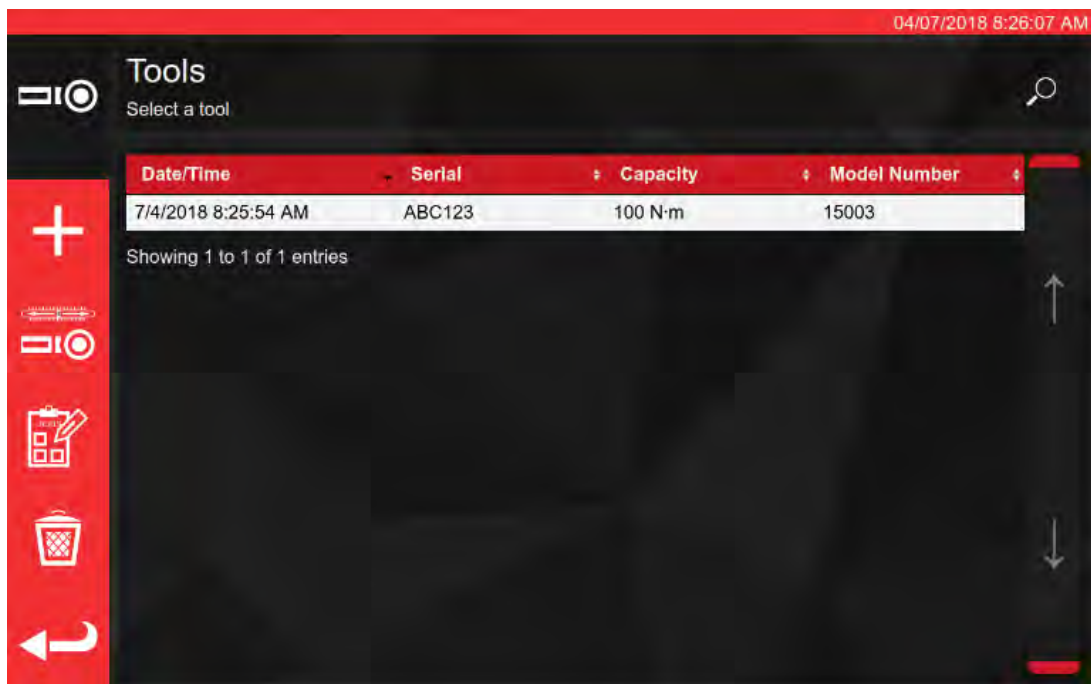 04/07/2018 8:26:07 AM
Tools
Select a tool
Date/Time Serial Capacity Model Number
7/4/2018 8:25:54 AM ABC123 100 N·m 15003
Showing 1 to 1 of 1 entries